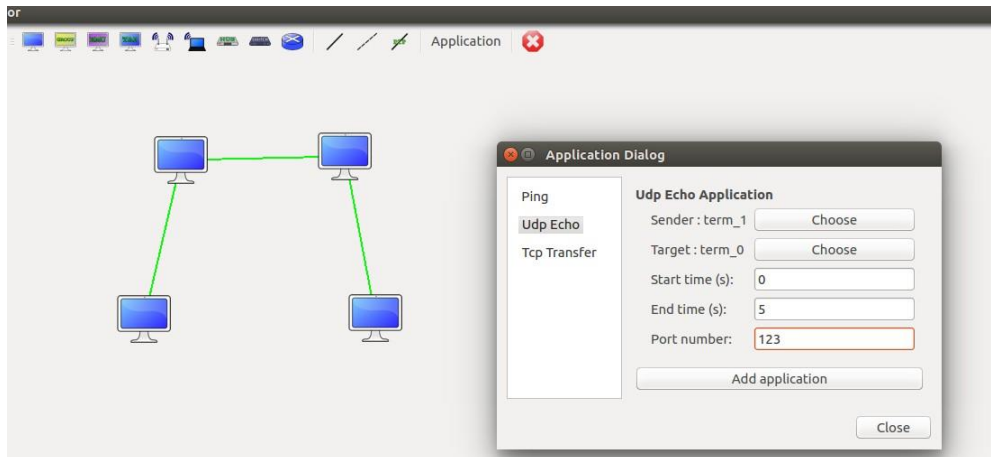 or
Application
Application Dialog
Ping
Udp Echo
Tcp Transfer
Udp Echo Application
Sender : term_1 Choose
Target : term_0 Choose
Start time (s): 0
End time (s): 5
Port number: 123
Add application
Close